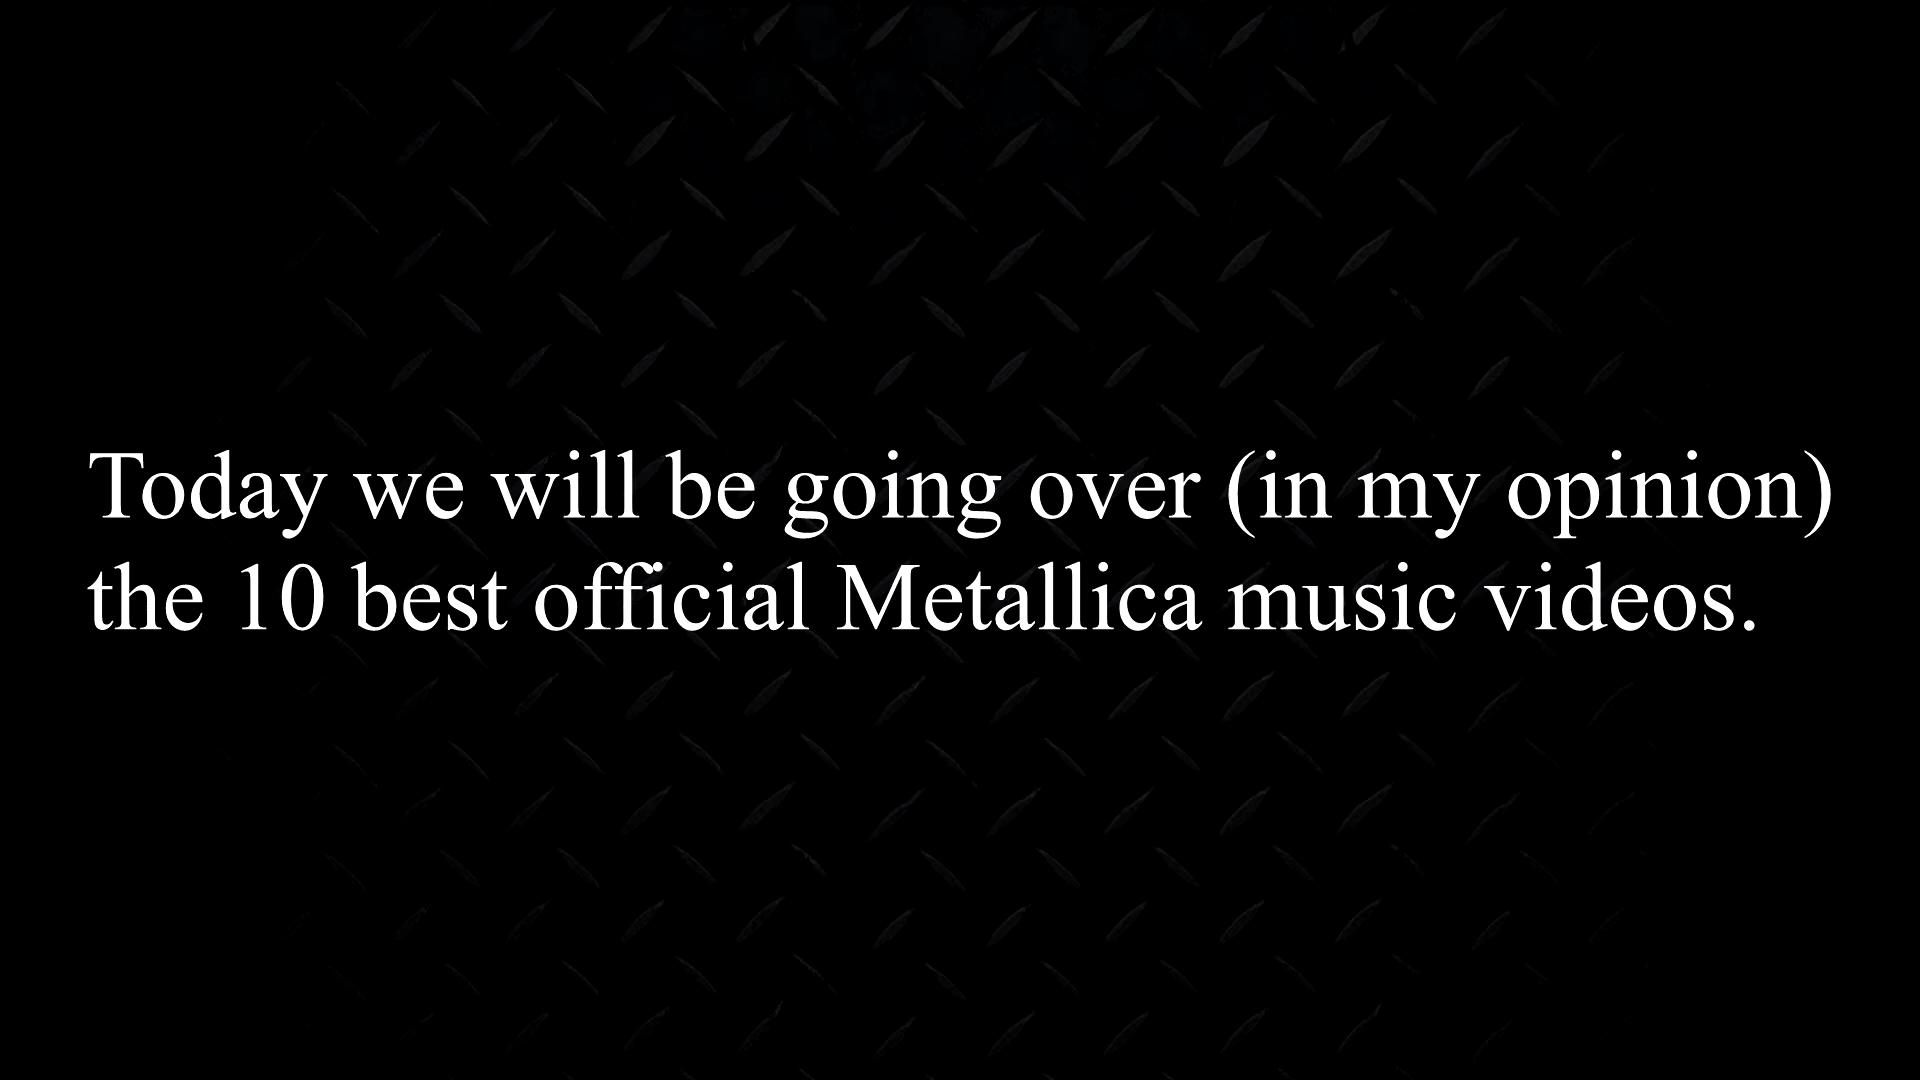 Today we will be going over (in my opinion)
the 10 best official Metallica music videos.